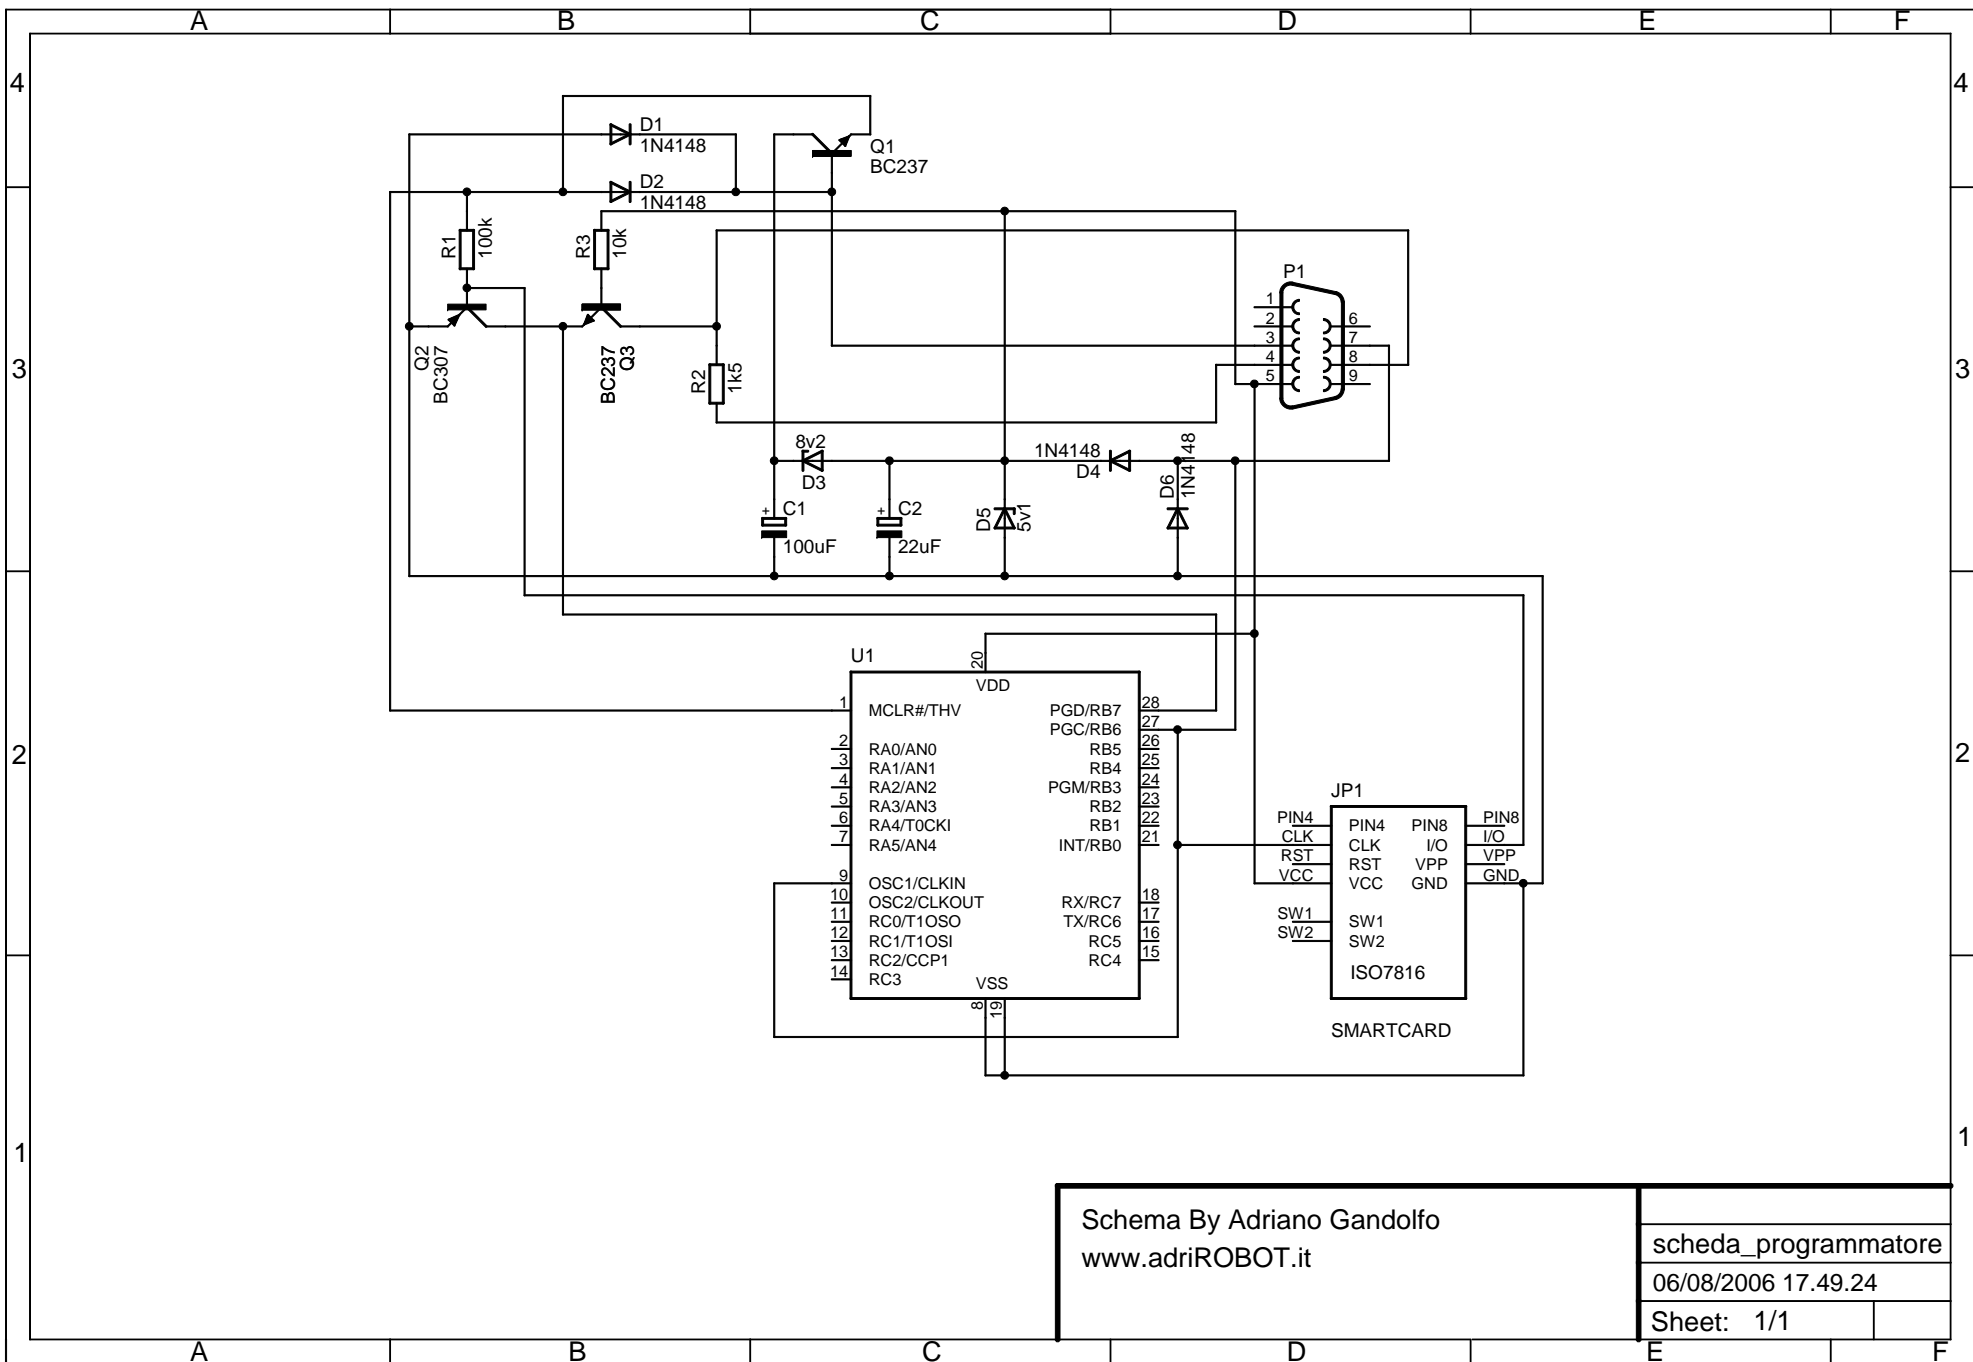 A B C D E F
4 4
D1
1N4148
Q1
BC237
D2
1N4148
R1
100k
R3
10k
P1
1
2
3
4
5
6
7
8
9
Q2
BC307
BC237
Q3
R2
1k5
3 3
8v2
D3
1N4148
D4
D6
1N4148
+ C1
100uF
+ C2
22uF
D5
5v1
U1
20
VDD
1 MCLR#/THV PGD/RB7 28
PGC/RB6 27
2 RA0/AN0 RB5 26
3 RA1/AN1 RB4 25
4 RA2/AN2 PGM/RB3 24
5 RA3/AN3 RB2 23
6 RA4/T0CKI RB1 22
7 RA5/AN4 INT/RB0 21
9 OSC1/CLKIN
10 OSC2/CLKOUT RX/RC7 18
11 RC0/T1OSO TX/RC6 17
12 RC1/T1OSI RC5 16
13 RC2/CCP1 RC4 15
14 RC3
VSS
8 19
2 2
JP1
PIN4 PIN4 PIN8 PIN8
CLK CLK I/O I/O
RST RST VPP VPP
VCC VCC GND GND
SW1 SW1
SW2 SW2
ISO7816
SMARTCARD
1 1
Schema By Adriano Gandolfo
www.adriROBOT.it
scheda_programmatore
06/08/2006 17.49.24
Sheet: 1/1
A B C D E F